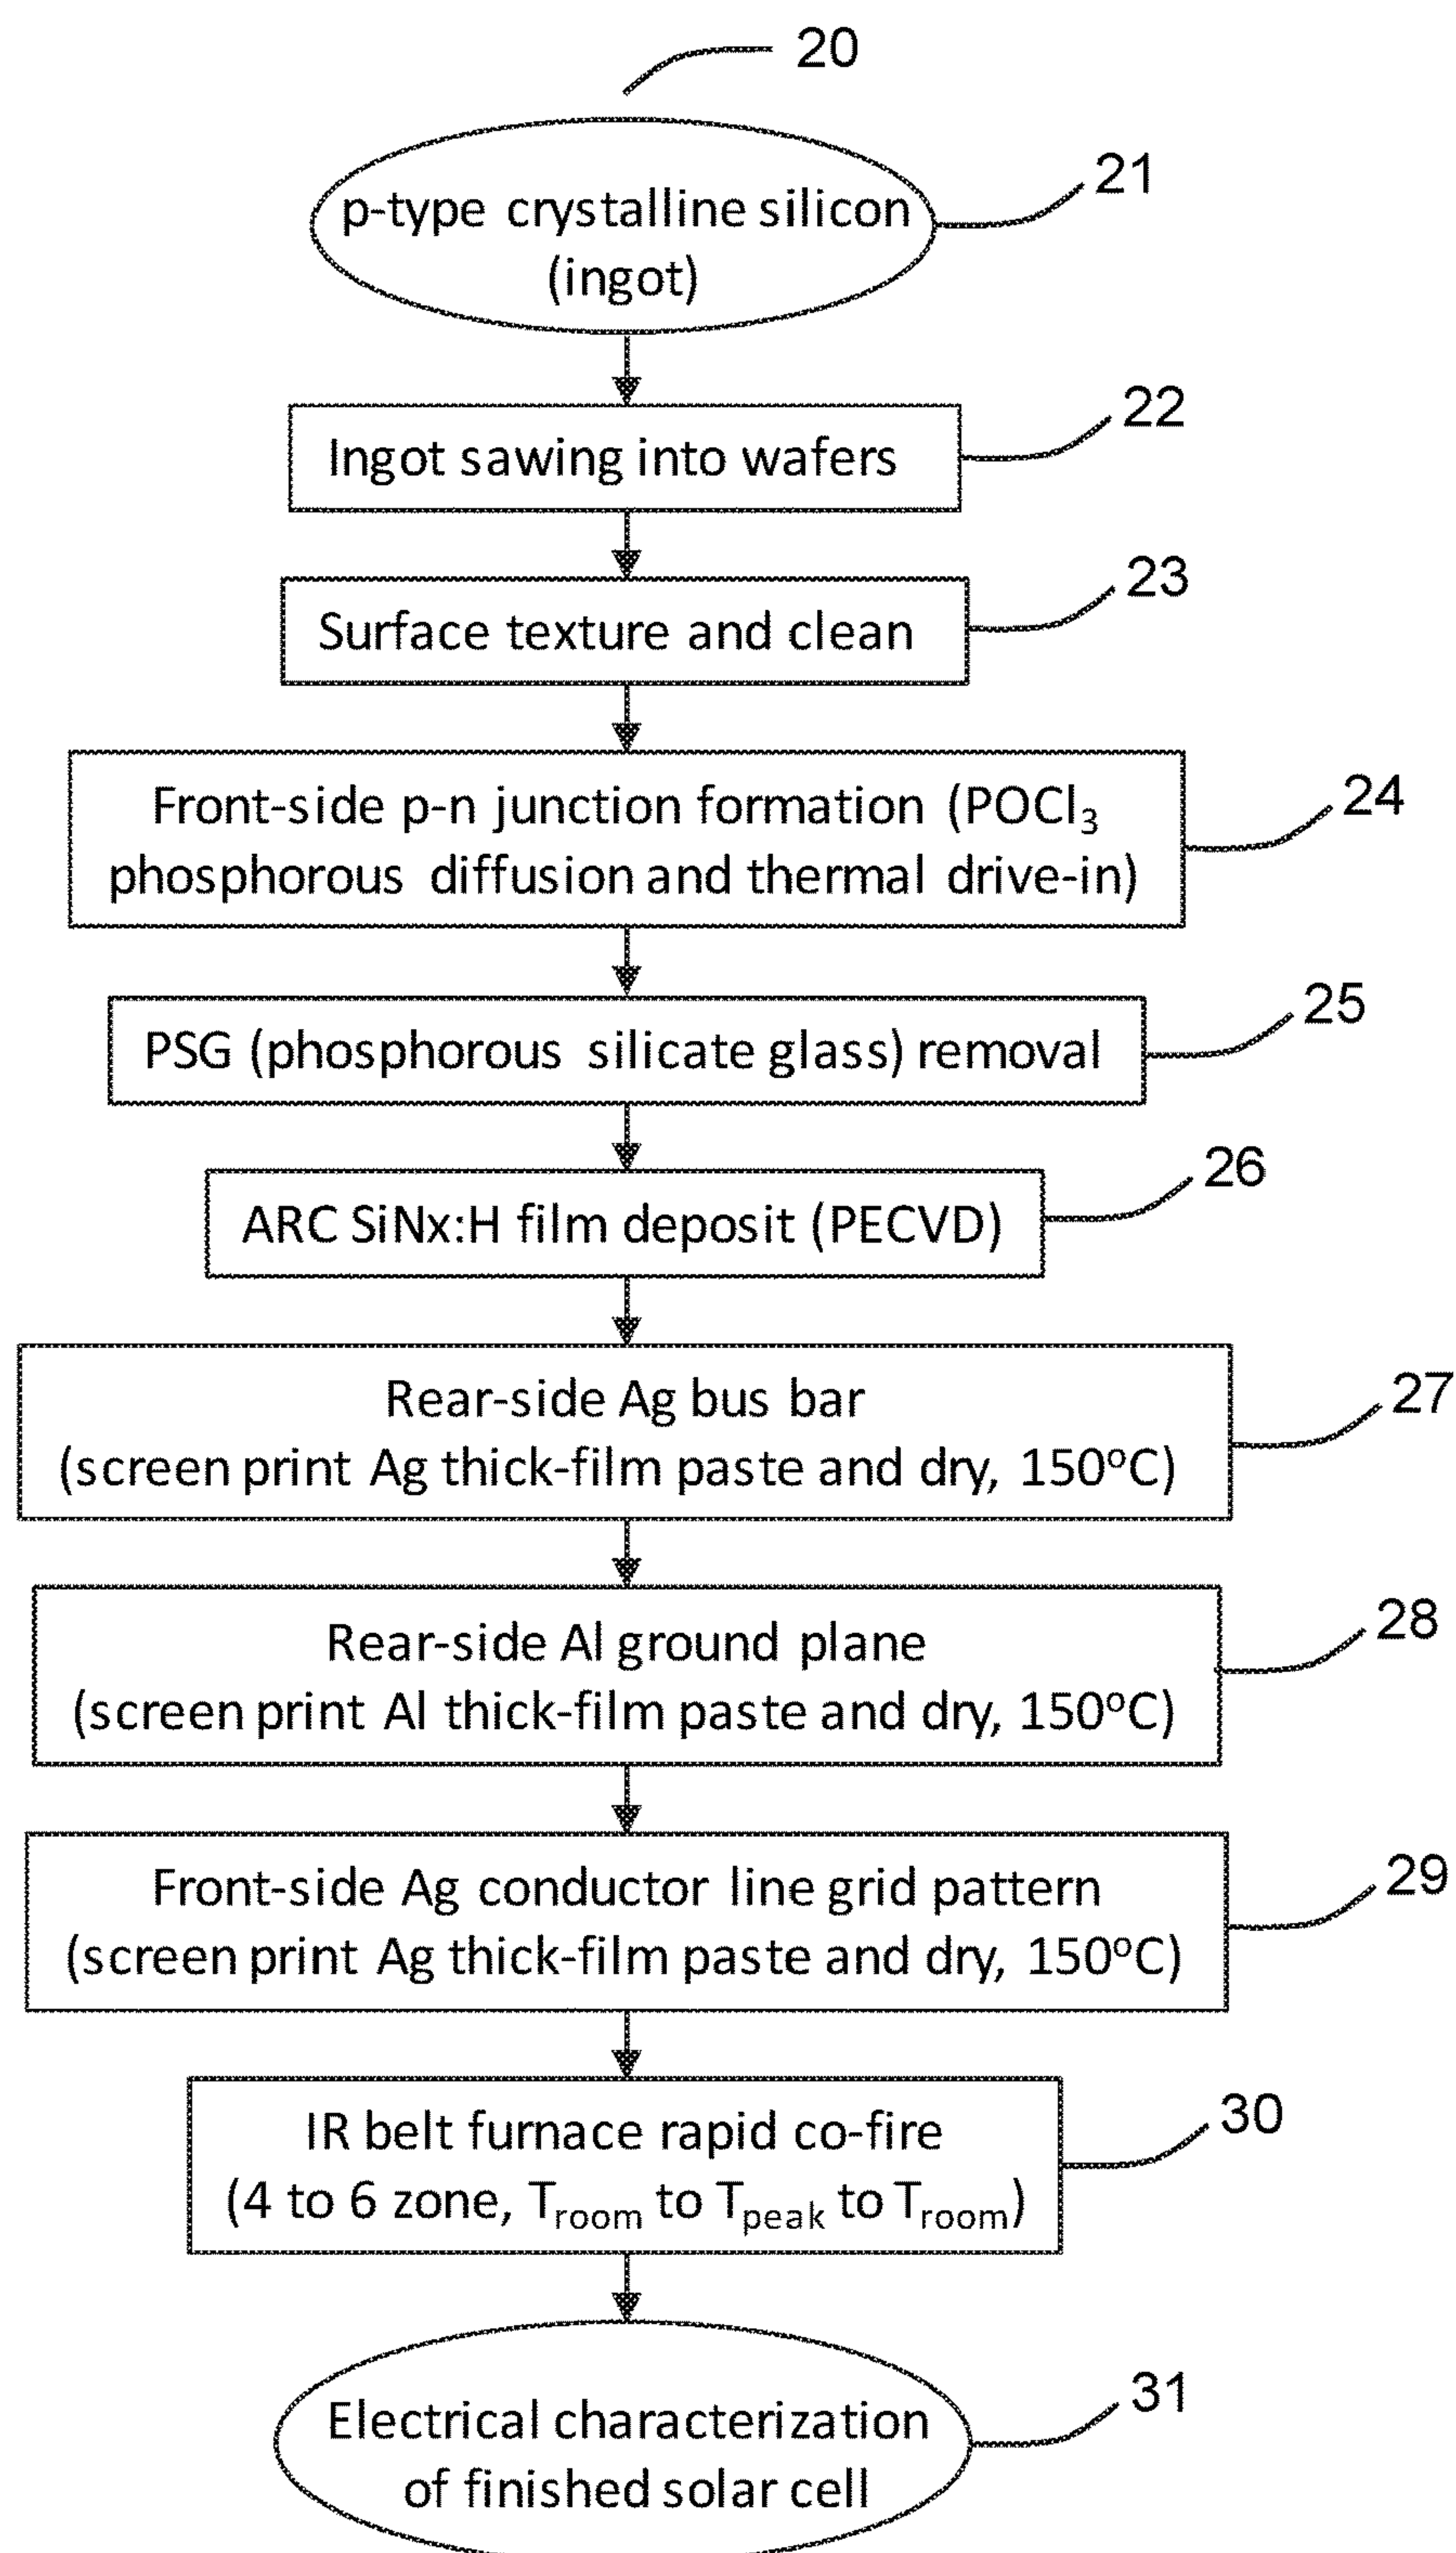 20
p-type crystalline silicon
(ingot)
21
Ingot sawing into wafers
22
Surface texture and clean
23
Front-side p-n junction formation (POCl₃
phosphorous diffusion and thermal drive-in)
24
PSG (phosphorous silicate glass) removal
25
ARC SiNx:H film deposit (PECVD)
26
Rear-side Ag bus bar
(screen print Ag thick-film paste and dry, 150°C)
27
Rear-side Al ground plane
(screen print Al thick-film paste and dry, 150°C)
28
Front-side Ag conductor line grid pattern
(screen print Ag thick-film paste and dry, 150°C)
29
IR belt furnace rapid co-fire
(4 to 6 zone, Troom to Tpeak to Troom)
30
Electrical characterization
of finished solar cell
31